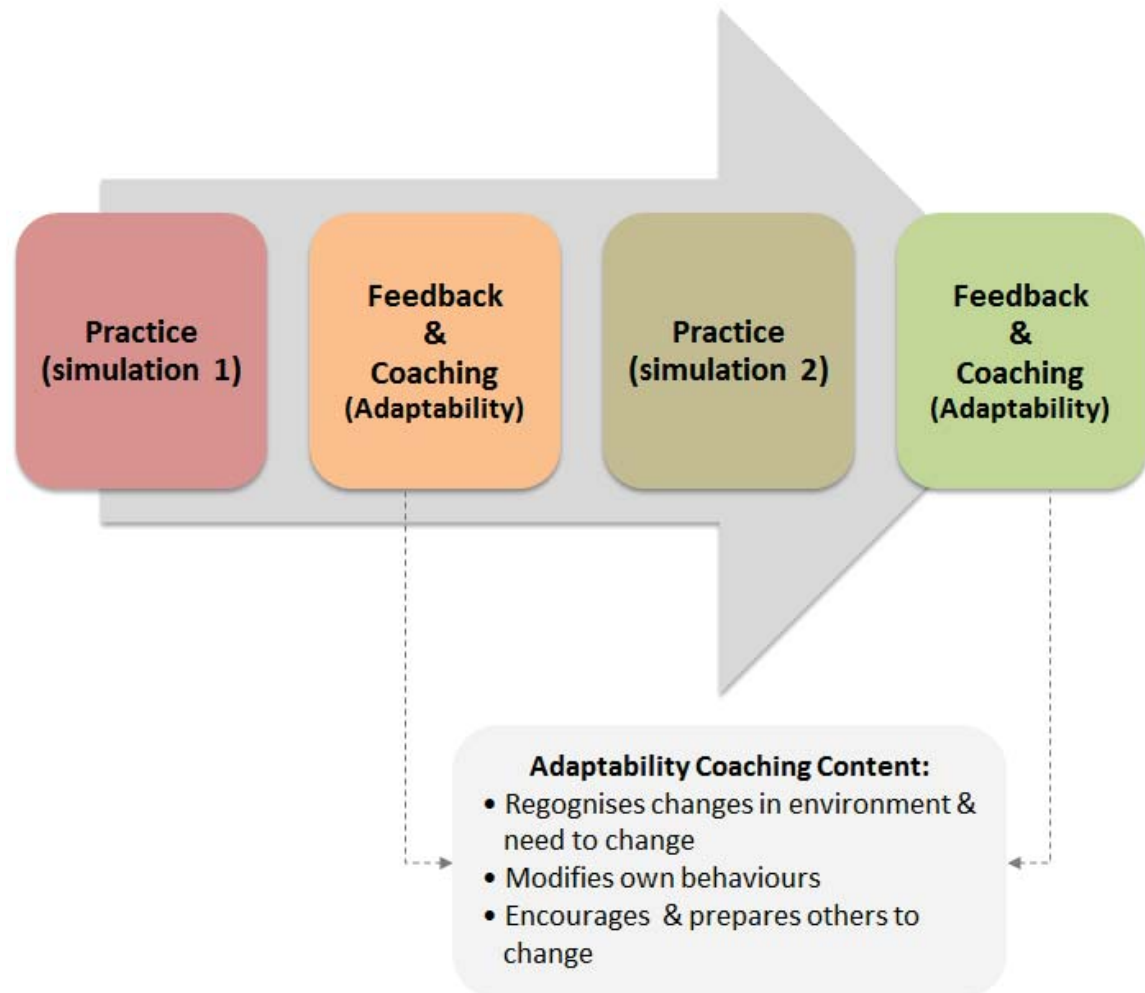 Practice
(simulation 1)
Feedback
&
Coaching
(Adaptability)
Practice
(simulation 2)
Feedback
&
Coaching
(Adaptability)
Adaptability Coaching Content:
• Regognises changes in environment &
need to change
• Modifies own behaviours
• Encourages & prepares others to
change